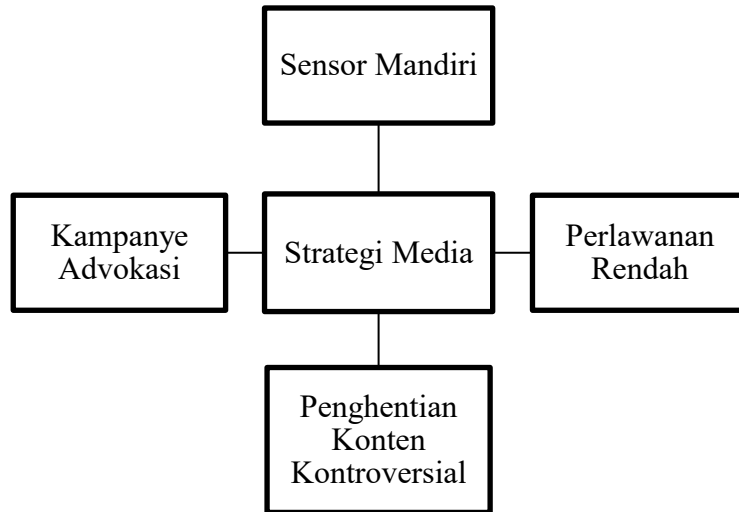 Sensor Mandiri
Kampanye
Advokasi
Strategi Media
Perlawanan
Rendah
Penghentian
Konten
Kontroversial